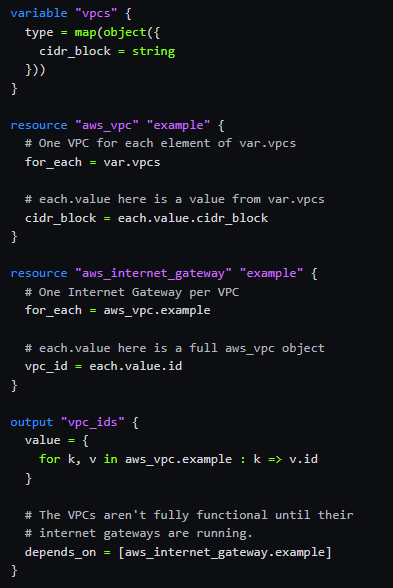 variable "vpcs" {
  type = map(object({
    cidr_block = string
  }))
}

resource "aws_vpc" "example" {
  # One VPC for each element of var.vpcs
  for_each = var.vpcs

  # each.value here is a value from var.vpcs
  cidr_block = each.value.cidr_block
}

resource "aws_internet_gateway" "example" {
  # One Internet Gateway per VPC
  for_each = aws_vpc.example

  # each.value here is a full aws_vpc object
  vpc_id = each.value.id
}

output "vpc_ids" {
  value = {
    for k, v in aws_vpc.example : k => v.id
  }

  # The VPCs aren't fully functional until their
  # internet gateways are running.
  depends_on = [aws_internet_gateway.example]
}